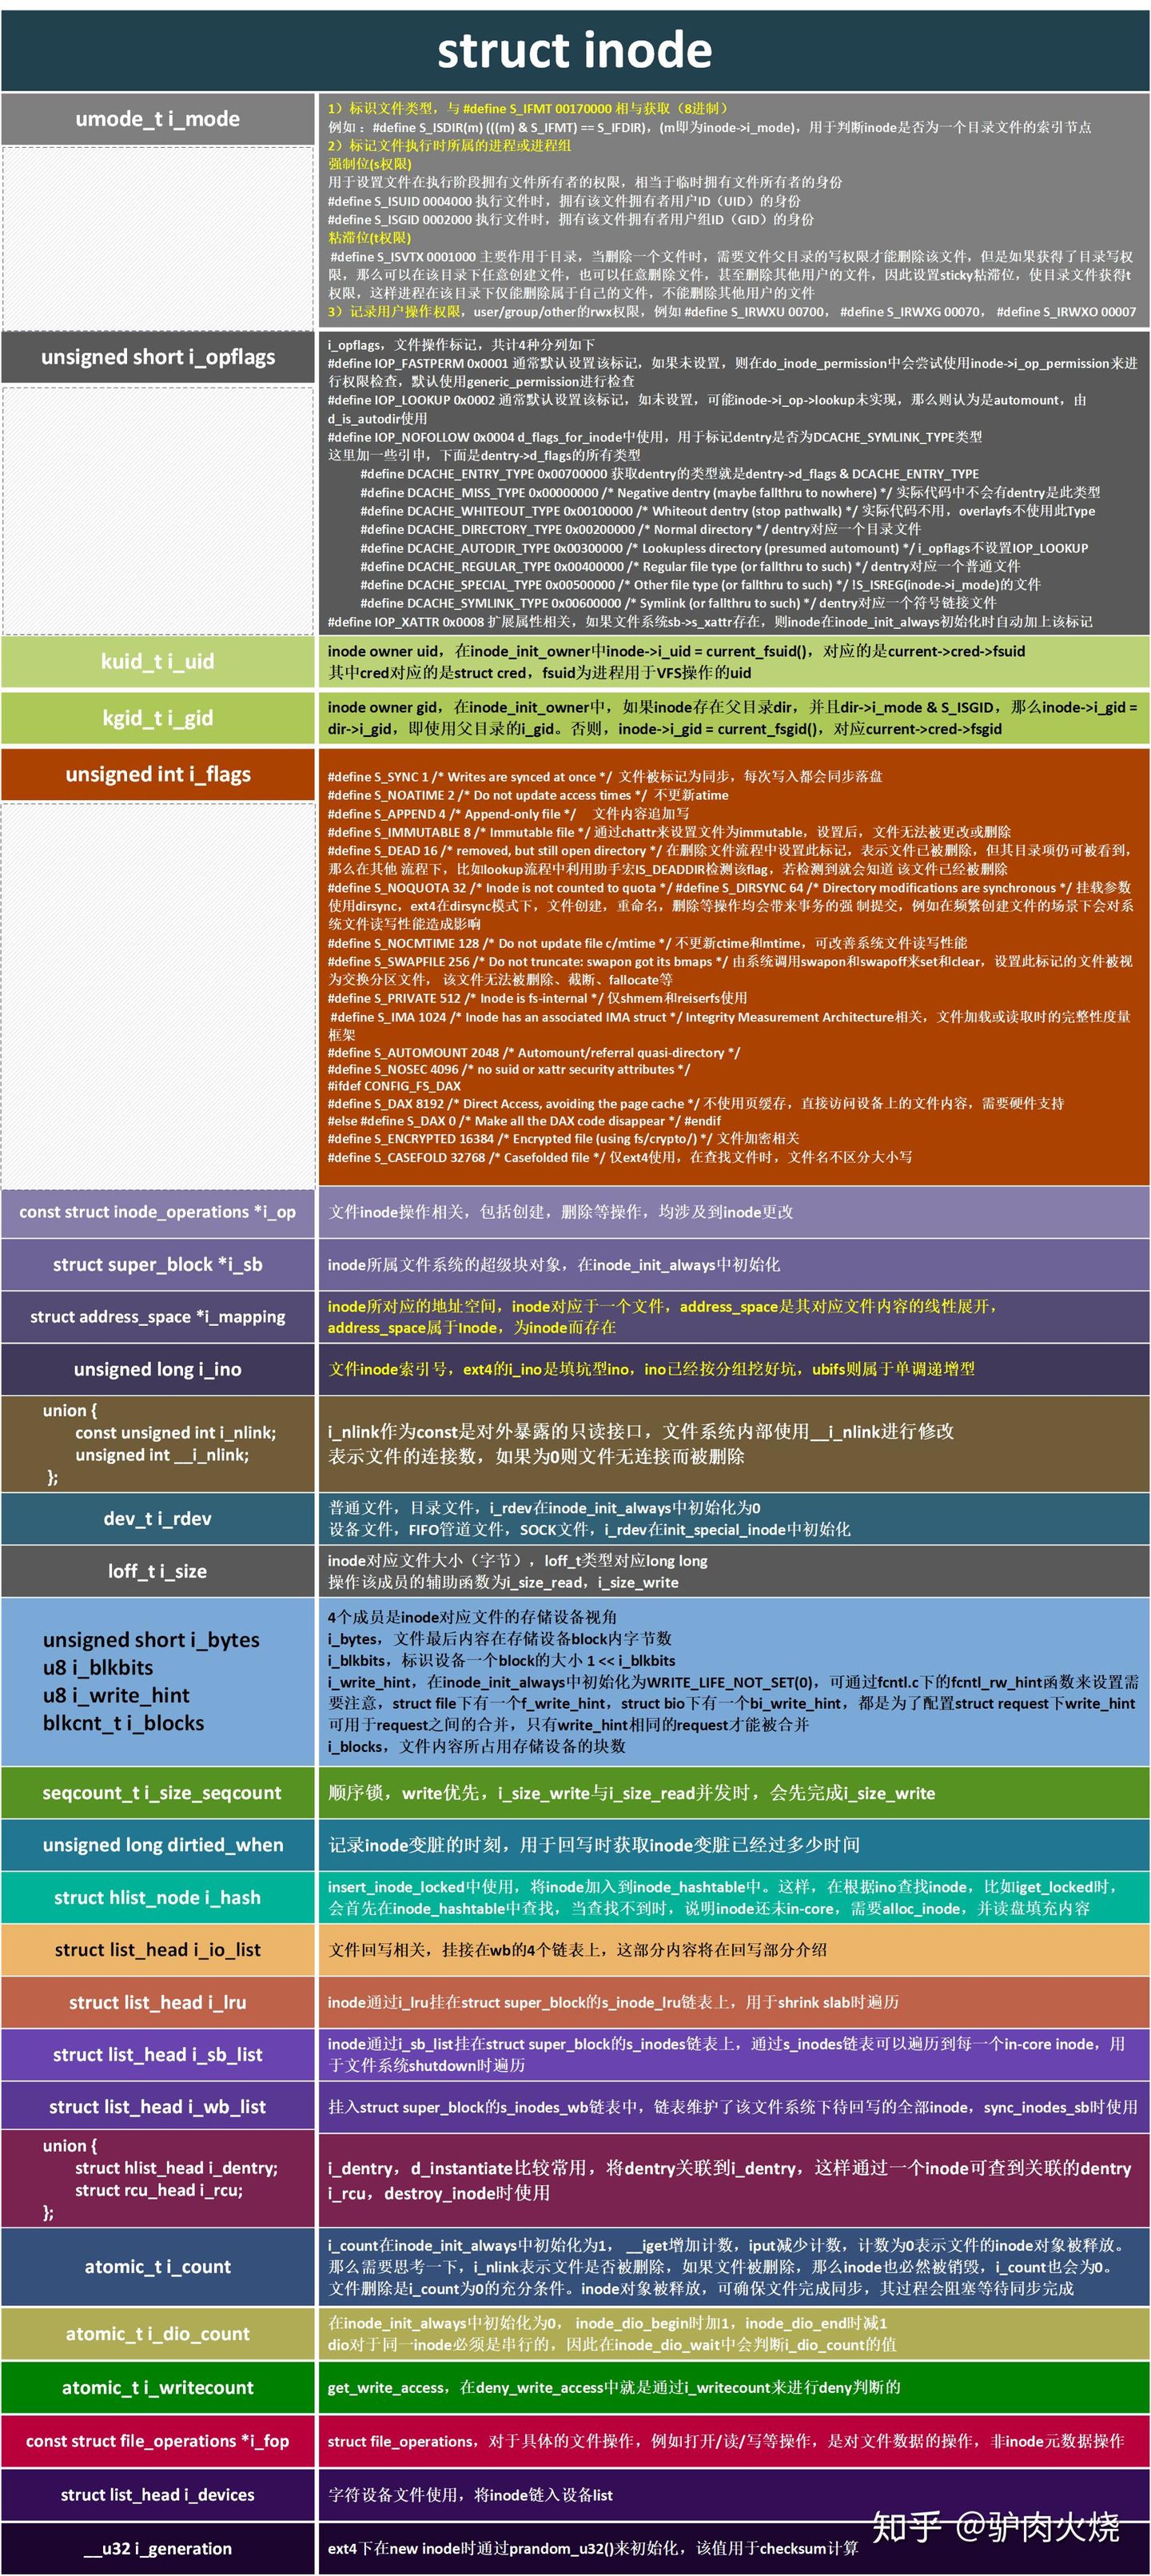 struct inode
umode_t i_mode
1）标识文件类型，与 #define S_IFMT 00170000 相与获取（8进制）
例如： #define S_ISDIR(m) (((m) & S_IFMT) == S_IFDIR)，(m即为inode->i_mode)，用于判断inode是否为一个目录文件的索引节点
2）标记文件执行时所属的进程或进程组
强制位(s权限)
用于设置文件在执行阶段拥有文件所有者的权限，相当于临时拥有文件所有者的身份
#define S_ISUID 0004000 执行文件时，拥有该文件拥有者用户ID（UID）的身份
#define S_ISGID 0002000 执行文件时，拥有该文件拥有者用户组ID（GID）的身份
粘滞位(t权限)
#define S_ISVTX 0001000 主要作用于目录，当删除一个文件时，需要文件父目录的写权限才能删除该文件，但是如果获得了目录写权
限，那么可以在该目录下任意创建文件，也可以任意删除文件，甚至删除其他用户的文件，因此设置sticky粘滞位，使目录文件获得t
权限，这样进程在该目录下仅能删除属于自己的文件，不能删除其他用户的文件
3）记录用户操作权限，user/group/other的rwx权限，例如 #define S_IRWXU 00700， #define S_IRWXG 00070， #define S_IRWXO 00007
unsigned short i_opflags
i_opflags，文件操作标记，共计4种分列如下
#define IOP_FASTPERM 0x0001 通常默认设置该标记，如果未设置，则在do_inode_permission中会尝试使用inode->i_op_permission来进
行权限检查，默认使用generic_permission进行检查
#define IOP_LOOKUP 0x0002 通常默认设置该标记，如未设置，可能inode->i_op->lookup未实现，那么则认为是automount，由
d_is_autodir使用
#define IOP_NOFOLLOW 0x0004 d_flags_for_inode中使用，用于标记dentry是否为DCACHE_SYMLINK_TYPE类型
这里加一些引申，下面是dentry->d_flags的所有类型
#define DCACHE_ENTRY_TYPE 0x00700000 获取dentry的类型就是dentry->d_flags & DCACHE_ENTRY_TYPE
#define DCACHE_MISS_TYPE 0x00000000 /* Negative dentry (maybe fallthru to nowhere) */ 实际代码中不会有dentry是此类型
#define DCACHE_WHITEOUT_TYPE 0x00100000 /* Whiteout dentry (stop pathwalk) */ 实际代码不用，overlayfs不使用此Type
#define DCACHE_DIRECTORY_TYPE 0x00200000 /* Normal directory */ dentry对应一个目录文件
#define DCACHE_AUTODIR_TYPE 0x00300000 /* Lookupless directory (presumed automount) */ i_opflags不设置IOP_LOOKUP
#define DCACHE_REGULAR_TYPE 0x00400000 /* Regular file type (or fallthru to such) */ dentry对应一个普通文件
#define DCACHE_SPECIAL_TYPE 0x00500000 /* Other file type (or fallthru to such) */ !S_ISREG(inode->i_mode)的文件
#define DCACHE_SYMLINK_TYPE 0x00600000 /* Symlink (or fallthru to such) */ dentry对应一个符号链接文件
#define IOP_XATTR 0x0008 扩展属性相关，如果文件系统sb->s_xattr存在，则inode在inode_init_always初始化时自动加上该标记
kuid_t i_uid
inode owner uid，在inode_init_owner中inode->i_uid = current_fsuid()，对应的是current->cred->fsuid
其中cred对应的是struct cred，fsuid为进程用于VFS操作的uid
kgid_t i_gid
inode owner gid，在inode_init_owner中，如果inode存在父目录dir，并且dir->i_mode & S_ISGID，那么inode->i_gid =
dir->i_gid，即使用父目录的i_gid。否则，inode->i_gid = current_fsgid()，对应current->cred->fsgid
unsigned int i_flags
#define S_SYNC 1 /* Writes are synced at once */ 文件被标记为同步，每次写入都会同步落盘
#define S_NOATIME 2 /* Do not update access times */ 不更新atime
#define S_APPEND 4 /* Append-only file */ 文件内容追加写
#define S_IMMUTABLE 8 /* Immutable file */ 通过chattr来设置文件为immutable，设置后，文件无法被更改或删除
#define S_DEAD 16 /* removed, but still open directory */ 在删除文件流程中设置此标记，表示文件已被删除，但其目录项仍可被看到，
那么在其他 流程下，比如lookup流程中利用助手宏IS_DEADDIR检测该flag，若检测到就会知道 该文件已经被删除
#define S_NOQUOTA 32 /* Inode is not counted to quota */ #define S_DIRSYNC 64 /* Directory modifications are synchronous */ 挂载参数
使用dirsync，ext4在dirsync模式下，文件创建，重命名，删除等操作均会带来事务的强 制提交，例如在频繁创建文件的场景下会对系
统文件读写性能造成影响
#define S_NOCMTIME 128 /* Do not update file c/mtime */ 不更新ctime和mtime，可改善系统文件读写性能
#define S_SWAPFILE 256 /* Do not truncate: swapon got its bmaps */ 由系统调用swapon和swapoff来set和clear，设置此标记的文件被视
为交换分区文件， 该文件无法被删除、截断、fallocate等
#define S_PRIVATE 512 /* Inode is fs-internal */ 仅shmem和reiserfs使用
#define S_IMA 1024 /* Inode has an associated IMA struct */ Integrity Measurement Architecture相关，文件加载或读取时的完整性度量
框架
#define S_AUTOMOUNT 2048 /* Automount/referral quasi-directory */
#define S_NOSEC 4096 /* no suid or xattr security attributes */
#ifdef CONFIG_FS_DAX
#define S_DAX 8192 /* Direct Access, avoiding the page cache */ 不使用页缓存，直接访问设备上的文件内容，需要硬件支持
#else #define S_DAX 0 /* Make all the DAX code disappear */ #endif
#define S_ENCRYPTED 16384 /* Encrypted file (using fs/crypto/) */ 文件加密相关
#define S_CASEFOLD 32768 /* Casefolded file */ 仅ext4使用，在查找文件时，文件名不区分大小写
const struct inode_operations *i_op
文件inode操作相关，包括创建，删除等操作，均涉及到inode更改
struct super_block *i_sb
inode所属文件系统的超级块对象，在inode_init_always中初始化
struct address_space *i_mapping
inode所对应的地址空间，inode对应于一个文件，address_space是其对应文件内容的线性展开，
address_space属于Inode，为inode而存在
unsigned long i_ino
文件inode索引号，ext4的i_ino是填坑型ino，ino已经按分组挖好坑，ubifs则属于单调递增型
union {
const unsigned int i_nlink;
unsigned int __i_nlink;
};
i_nlink作为const是对外暴露的只读接口，文件系统内部使用__i_nlink进行修改
表示文件的连接数，如果为0则文件无连接而被删除
dev_t i_rdev
普通文件，目录文件，i_rdev在inode_init_always中初始化为0
设备文件，FIFO管道文件，SOCK文件，i_rdev在init_special_inode中初始化
loff_t i_size
inode对应文件大小（字节），loff_t类型对应long long
操作该成员的辅助函数为i_size_read，i_size_write
unsigned short i_bytes
u8 i_blkbits
u8 i_write_hint
blkcnt_t i_blocks
4个成员是inode对应文件的存储设备视角
i_bytes，文件最后内容在存储设备block内字节数
i_blkbits，标识设备一个block的大小 1 << i_blkbits
i_write_hint，在inode_init_always中初始化为WRITE_LIFE_NOT_SET(0)，可通过fcntl.c下的fcntl_rw_hint函数来设置需
要注意，struct file下有一个f_write_hint，struct bio下有一个bi_write_hint，都是为了配置struct request下write_hint
可用于request之间的合并，只有write_hint相同的request才能被合并
i_blocks，文件内容所占用存储设备的块数
seqcount_t i_size_seqcount
顺序锁，write优先，i_size_write与i_size_read并发时，会先完成i_size_write
unsigned long dirtied_when
记录inode变脏的时刻，用于回写时获取inode变脏已经过多少时间
struct hlist_node i_hash
insert_inode_locked中使用，将inode加入到inode_hashtable中。这样，在根据ino查找inode，比如iget_locked时，
会首先在inode_hashtable中查找，当查找不到时，说明inode还未in-core，需要alloc_inode，并读盘填充内容
struct list_head i_io_list
文件回写相关，挂接在wb的4个链表上，这部分内容将在回写部分介绍
struct list_head i_lru
inode通过i_lru挂在struct super_block的s_inode_lru链表上，用于shrink slab时遍历
struct list_head i_sb_list
inode通过i_sb_list挂在struct super_block的s_inodes链表上，通过s_inodes链表可以遍历到每一个in-core inode，用
于文件系统shutdown时遍历
struct list_head i_wb_list
挂入struct super_block的s_inodes_wb链表中，链表维护了该文件系统下待回写的全部inode，sync_inodes_sb时使用
union {
struct hlist_head i_dentry;
struct rcu_head i_rcu;
};
i_dentry，d_instantiate比较常用，将dentry关联到i_dentry，这样通过一个inode可查到关联的dentry
i_rcu，destroy_inode时使用
atomic_t i_count
i_count在inode_init_always中初始化为1， __iget增加计数，iput减少计数，计数为0表示文件的inode对象被释放。
那么需要思考一下，i_nlink表示文件是否被删除，如果文件被删除，那么inode也必然被销毁，i_count也会为0。
文件删除是i_count为0的充分条件。inode对象被释放，可确保文件完成同步，其过程会阻塞等待同步完成
atomic_t i_dio_count
在inode_init_always中初始化为0， inode_dio_begin时加1，inode_dio_end时减1
dio对于同一inode必须是串行的，因此在inode_dio_wait中会判断i_dio_count的值
atomic_t i_writecount
get_write_access，在deny_write_access中就是通过i_writecount来进行deny判断的
const struct file_operations *i_fop
struct file_operations，对于具体的文件操作，例如打开/读/写等操作，是对文件数据的操作，非inode元数据操作
struct list_head i_devices
字符设备文件使用，将inode链入设备list
__u32 i_generation
ext4下在new inode时通过prandom_u32()来初始化，该值用于checksum计算
知乎 @驴肉火烧